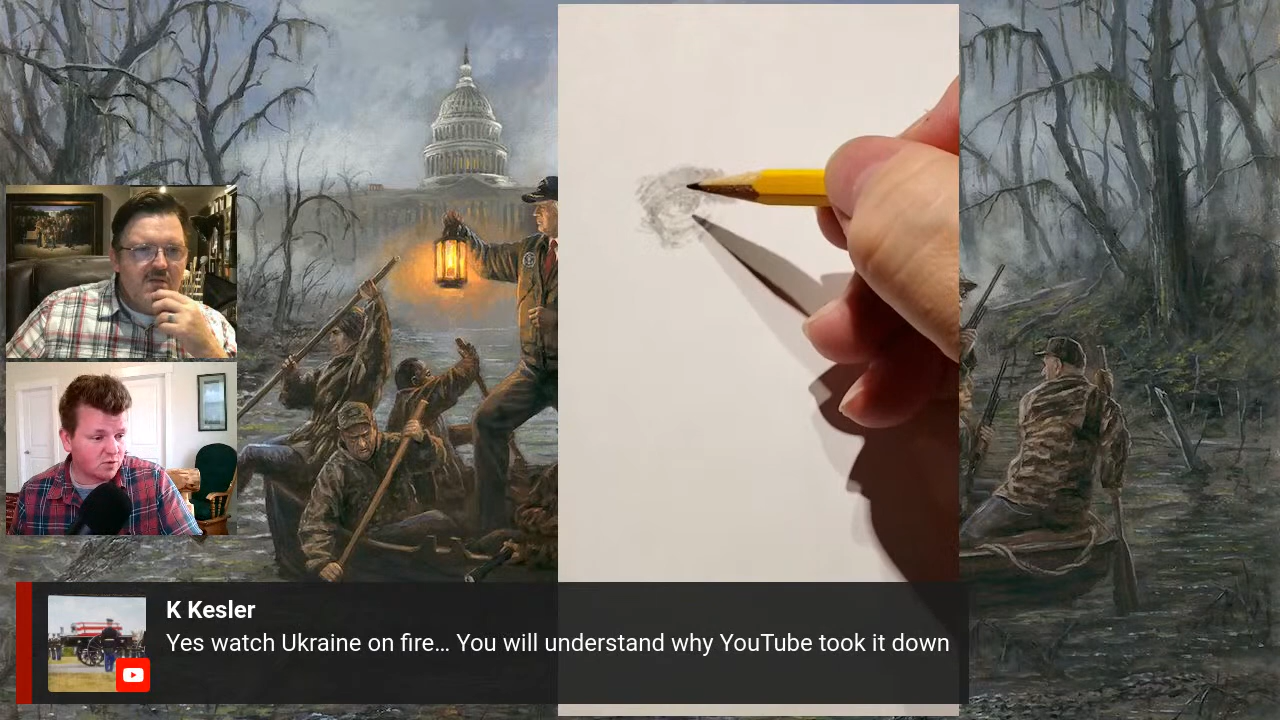 K Kesler
Yes watch Ukraine on fire… You will understand why YouTube took it down